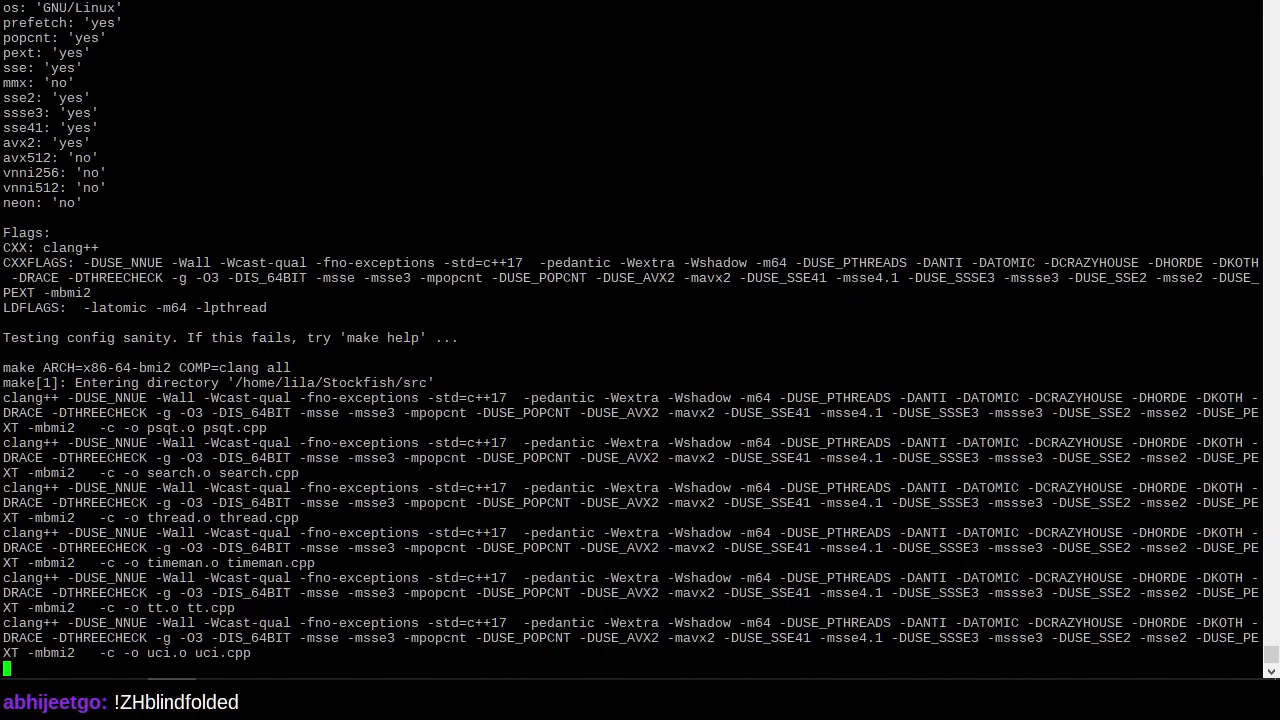 os: 'GNU/Linux'
prefetch: 'yes'
popcnt: 'yes'
pext: 'yes'
sse: 'yes'
mmx: 'no'
sse2: 'yes'
ssse3: 'yes'
sse41: 'yes'
avx2: 'yes'
avx512: 'no'
vnni256: 'no'
vnni512: 'no'
neon: 'no'

Flags:
CXX: clang++
CXXFLAGS: -DUSE_NNUE -Wall -Wcast-qual -fno-exceptions -std=c++17  -pedantic -Wextra -Wshadow -m64 -DUSE_PTHREADS -DANTI -DATOMIC -DCRAZYHOUSE -DHORDE -DKOTH
 -DRACE -DTHREECHECK -g -O3 -DIS_64BIT -msse -msse3 -mpopcnt -DUSE_POPCNT -DUSE_AVX2 -mavx2 -DUSE_SSE41 -msse4.1 -DUSE_SSSE3 -mssse3 -DUSE_SSE2 -msse2 -DUSE_
PEXT -mbmi2
LDFLAGS:  -latomic -m64 -lpthread

Testing config sanity. If this fails, try 'make help' ...

make ARCH=x86-64-bmi2 COMP=clang all
make[1]: Entering directory '/home/lila/Stockfish/src'
clang++ -DUSE_NNUE -Wall -Wcast-qual -fno-exceptions -std=c++17  -pedantic -Wextra -Wshadow -m64 -DUSE_PTHREADS -DANTI -DATOMIC -DCRAZYHOUSE -DHORDE -DKOTH -
DRACE -DTHREECHECK -g -O3 -DIS_64BIT -msse -msse3 -mpopcnt -DUSE_POPCNT -DUSE_AVX2 -mavx2 -DUSE_SSE41 -msse4.1 -DUSE_SSSE3 -mssse3 -DUSE_SSE2 -msse2 -DUSE_PE
XT -mbmi2   -c -o psqt.o psqt.cpp
clang++ -DUSE_NNUE -Wall -Wcast-qual -fno-exceptions -std=c++17  -pedantic -Wextra -Wshadow -m64 -DUSE_PTHREADS -DANTI -DATOMIC -DCRAZYHOUSE -DHORDE -DKOTH -
DRACE -DTHREECHECK -g -O3 -DIS_64BIT -msse -msse3 -mpopcnt -DUSE_POPCNT -DUSE_AVX2 -mavx2 -DUSE_SSE41 -msse4.1 -DUSE_SSSE3 -mssse3 -DUSE_SSE2 -msse2 -DUSE_PE
XT -mbmi2   -c -o search.o search.cpp
clang++ -DUSE_NNUE -Wall -Wcast-qual -fno-exceptions -std=c++17  -pedantic -Wextra -Wshadow -m64 -DUSE_PTHREADS -DANTI -DATOMIC -DCRAZYHOUSE -DHORDE -DKOTH -
DRACE -DTHREECHECK -g -O3 -DIS_64BIT -msse -msse3 -mpopcnt -DUSE_POPCNT -DUSE_AVX2 -mavx2 -DUSE_SSE41 -msse4.1 -DUSE_SSSE3 -mssse3 -DUSE_SSE2 -msse2 -DUSE_PE
XT -mbmi2   -c -o thread.o thread.cpp
clang++ -DUSE_NNUE -Wall -Wcast-qual -fno-exceptions -std=c++17  -pedantic -Wextra -Wshadow -m64 -DUSE_PTHREADS -DANTI -DATOMIC -DCRAZYHOUSE -DHORDE -DKOTH -
DRACE -DTHREECHECK -g -O3 -DIS_64BIT -msse -msse3 -mpopcnt -DUSE_POPCNT -DUSE_AVX2 -mavx2 -DUSE_SSE41 -msse4.1 -DUSE_SSSE3 -mssse3 -DUSE_SSE2 -msse2 -DUSE_PE
XT -mbmi2   -c -o timeman.o timeman.cpp
clang++ -DUSE_NNUE -Wall -Wcast-qual -fno-exceptions -std=c++17  -pedantic -Wextra -Wshadow -m64 -DUSE_PTHREADS -DANTI -DATOMIC -DCRAZYHOUSE -DHORDE -DKOTH -
DRACE -DTHREECHECK -g -O3 -DIS_64BIT -msse -msse3 -mpopcnt -DUSE_POPCNT -DUSE_AVX2 -mavx2 -DUSE_SSE41 -msse4.1 -DUSE_SSSE3 -mssse3 -DUSE_SSE2 -msse2 -DUSE_PE
XT -mbmi2   -c -o tt.o tt.cpp
clang++ -DUSE_NNUE -Wall -Wcast-qual -fno-exceptions -std=c++17  -pedantic -Wextra -Wshadow -m64 -DUSE_PTHREADS -DANTI -DATOMIC -DCRAZYHOUSE -DHORDE -DKOTH -
DRACE -DTHREECHECK -g -O3 -DIS_64BIT -msse -msse3 -mpopcnt -DUSE_POPCNT -DUSE_AVX2 -mavx2 -DUSE_SSE41 -msse4.1 -DUSE_SSSE3 -mssse3 -DUSE_SSE2 -msse2 -DUSE_PE
XT -mbmi2   -c -o uci.o uci.cpp
abhijeetgo: !ZHblindfolded